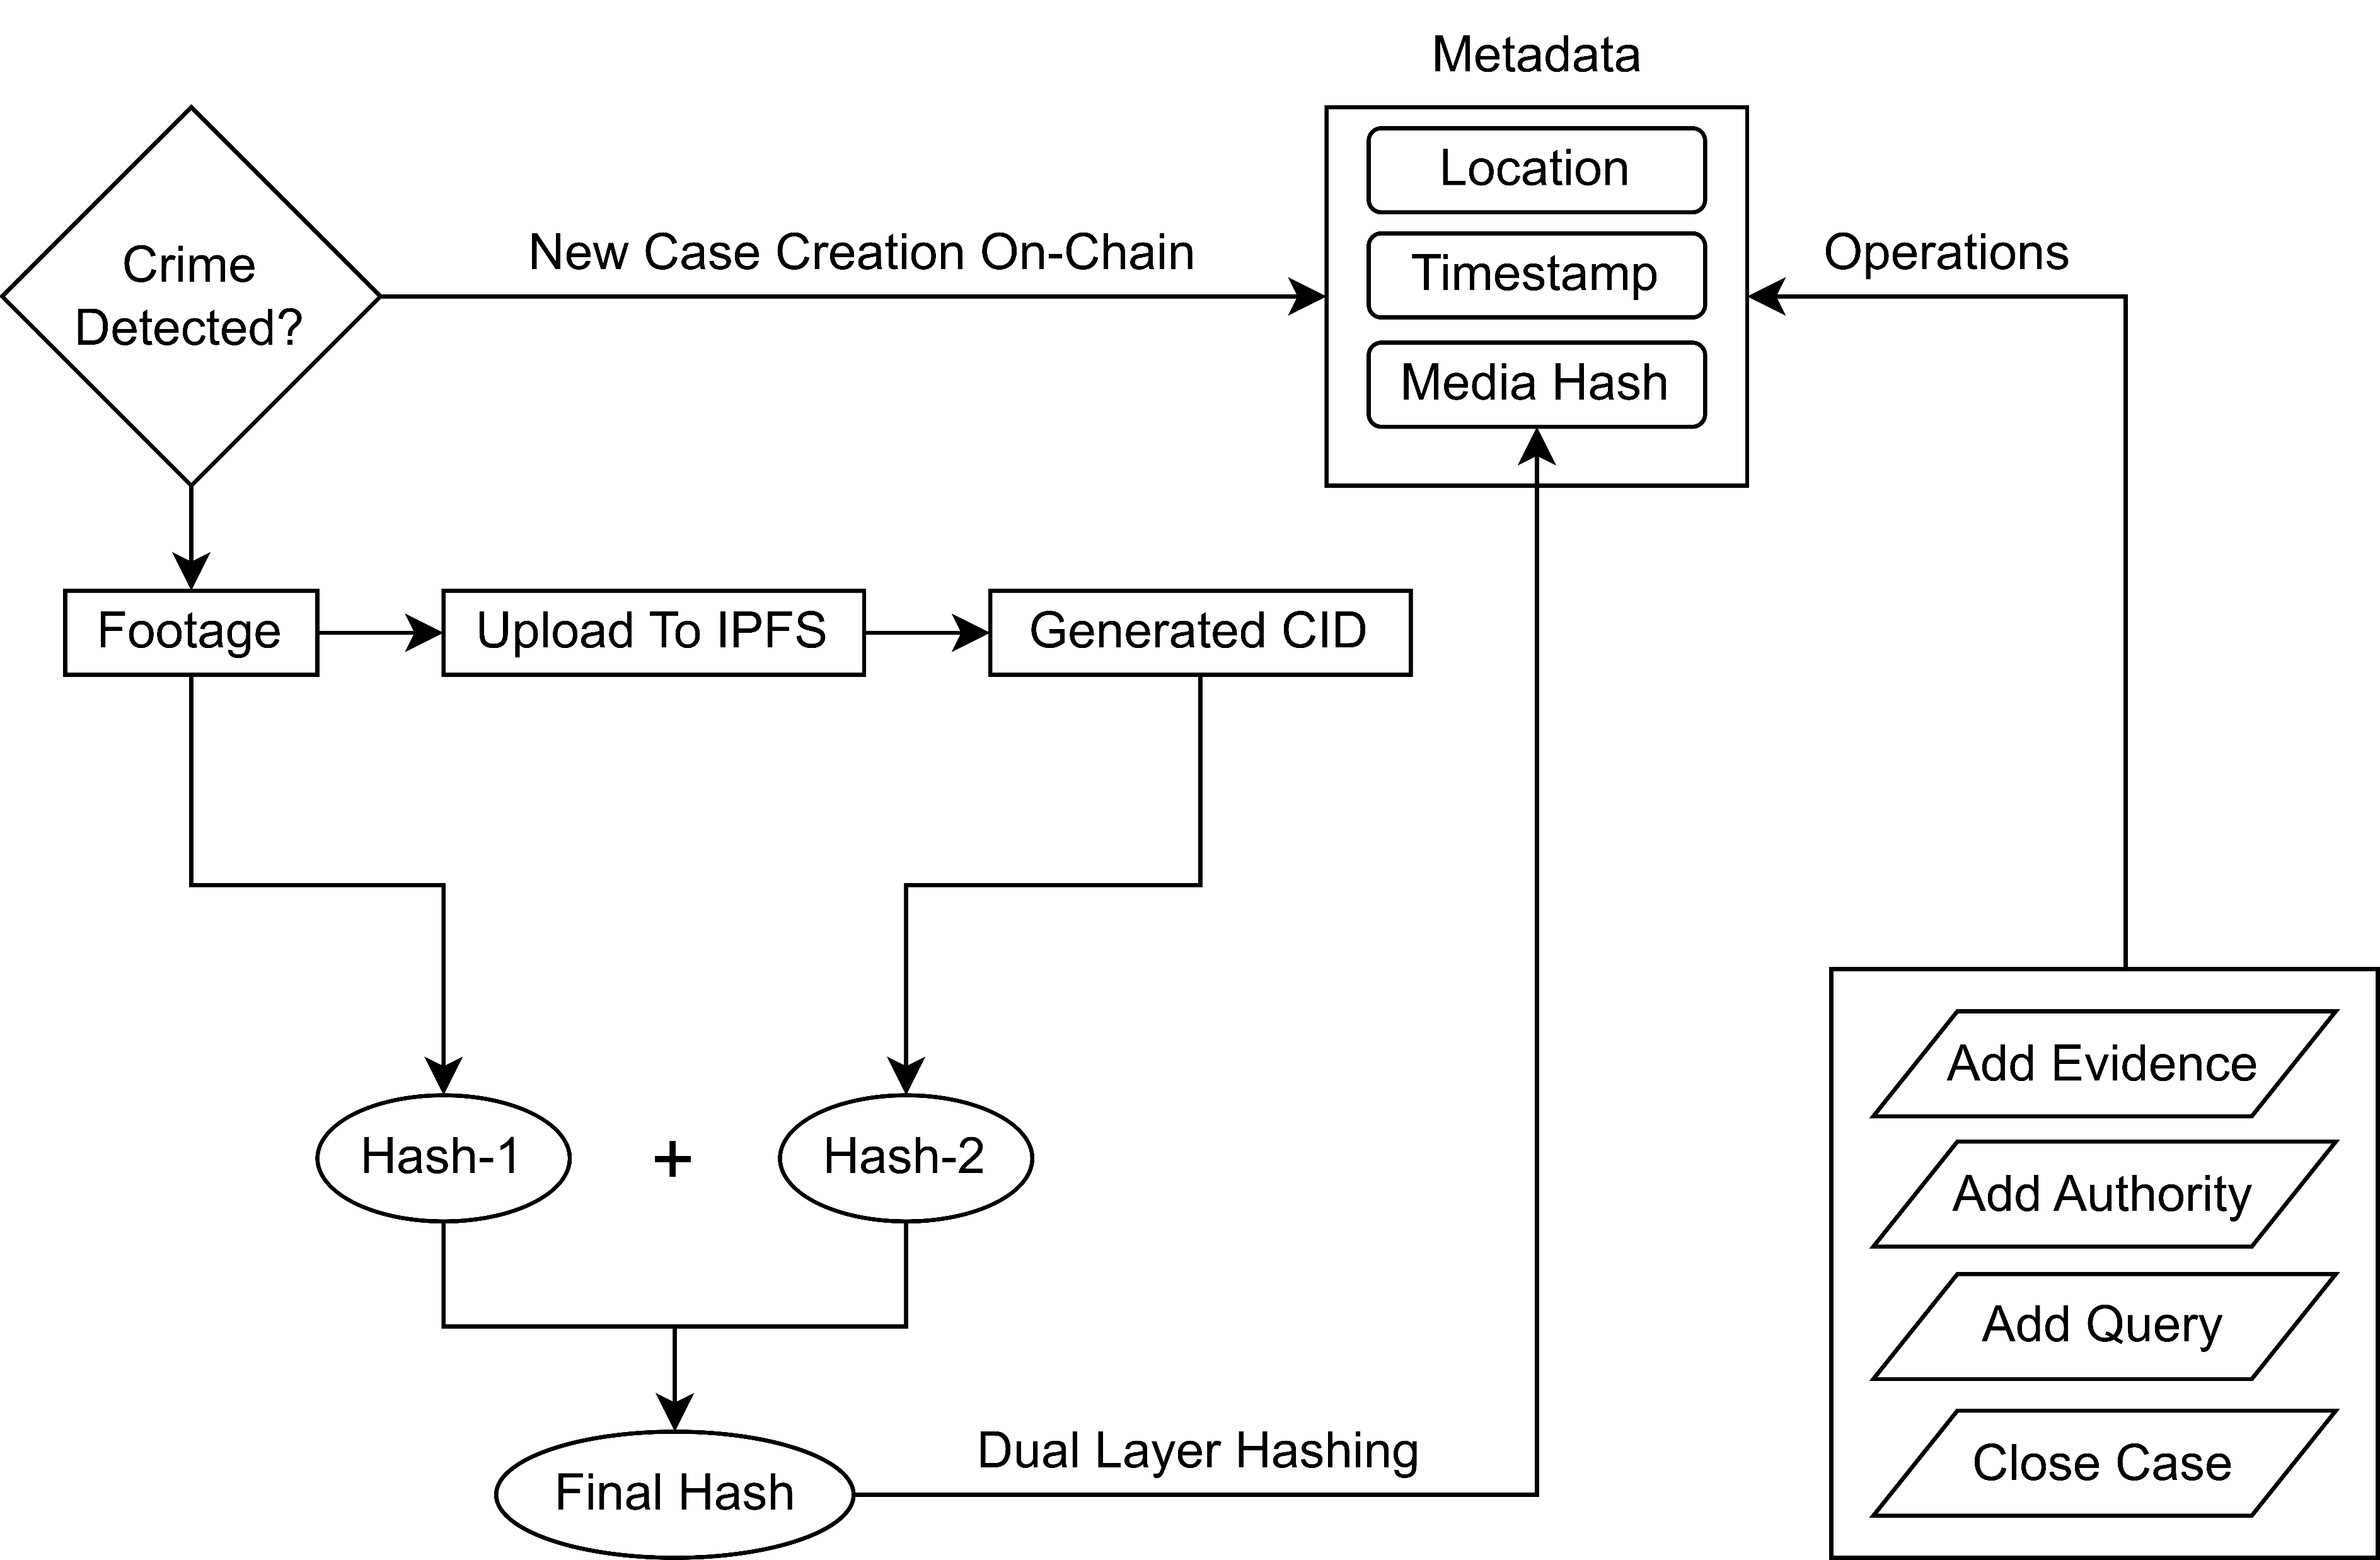 Metadata
Location
Timestamp
Media Hash
Crime
Detected?
New Case Creation On-Chain
Operations
Footage
Upload To IPFS
Generated CID
Hash-1
+
Hash-2
Final Hash
Dual Layer Hashing
Add Evidence
Add Authority
Add Query
Close Case